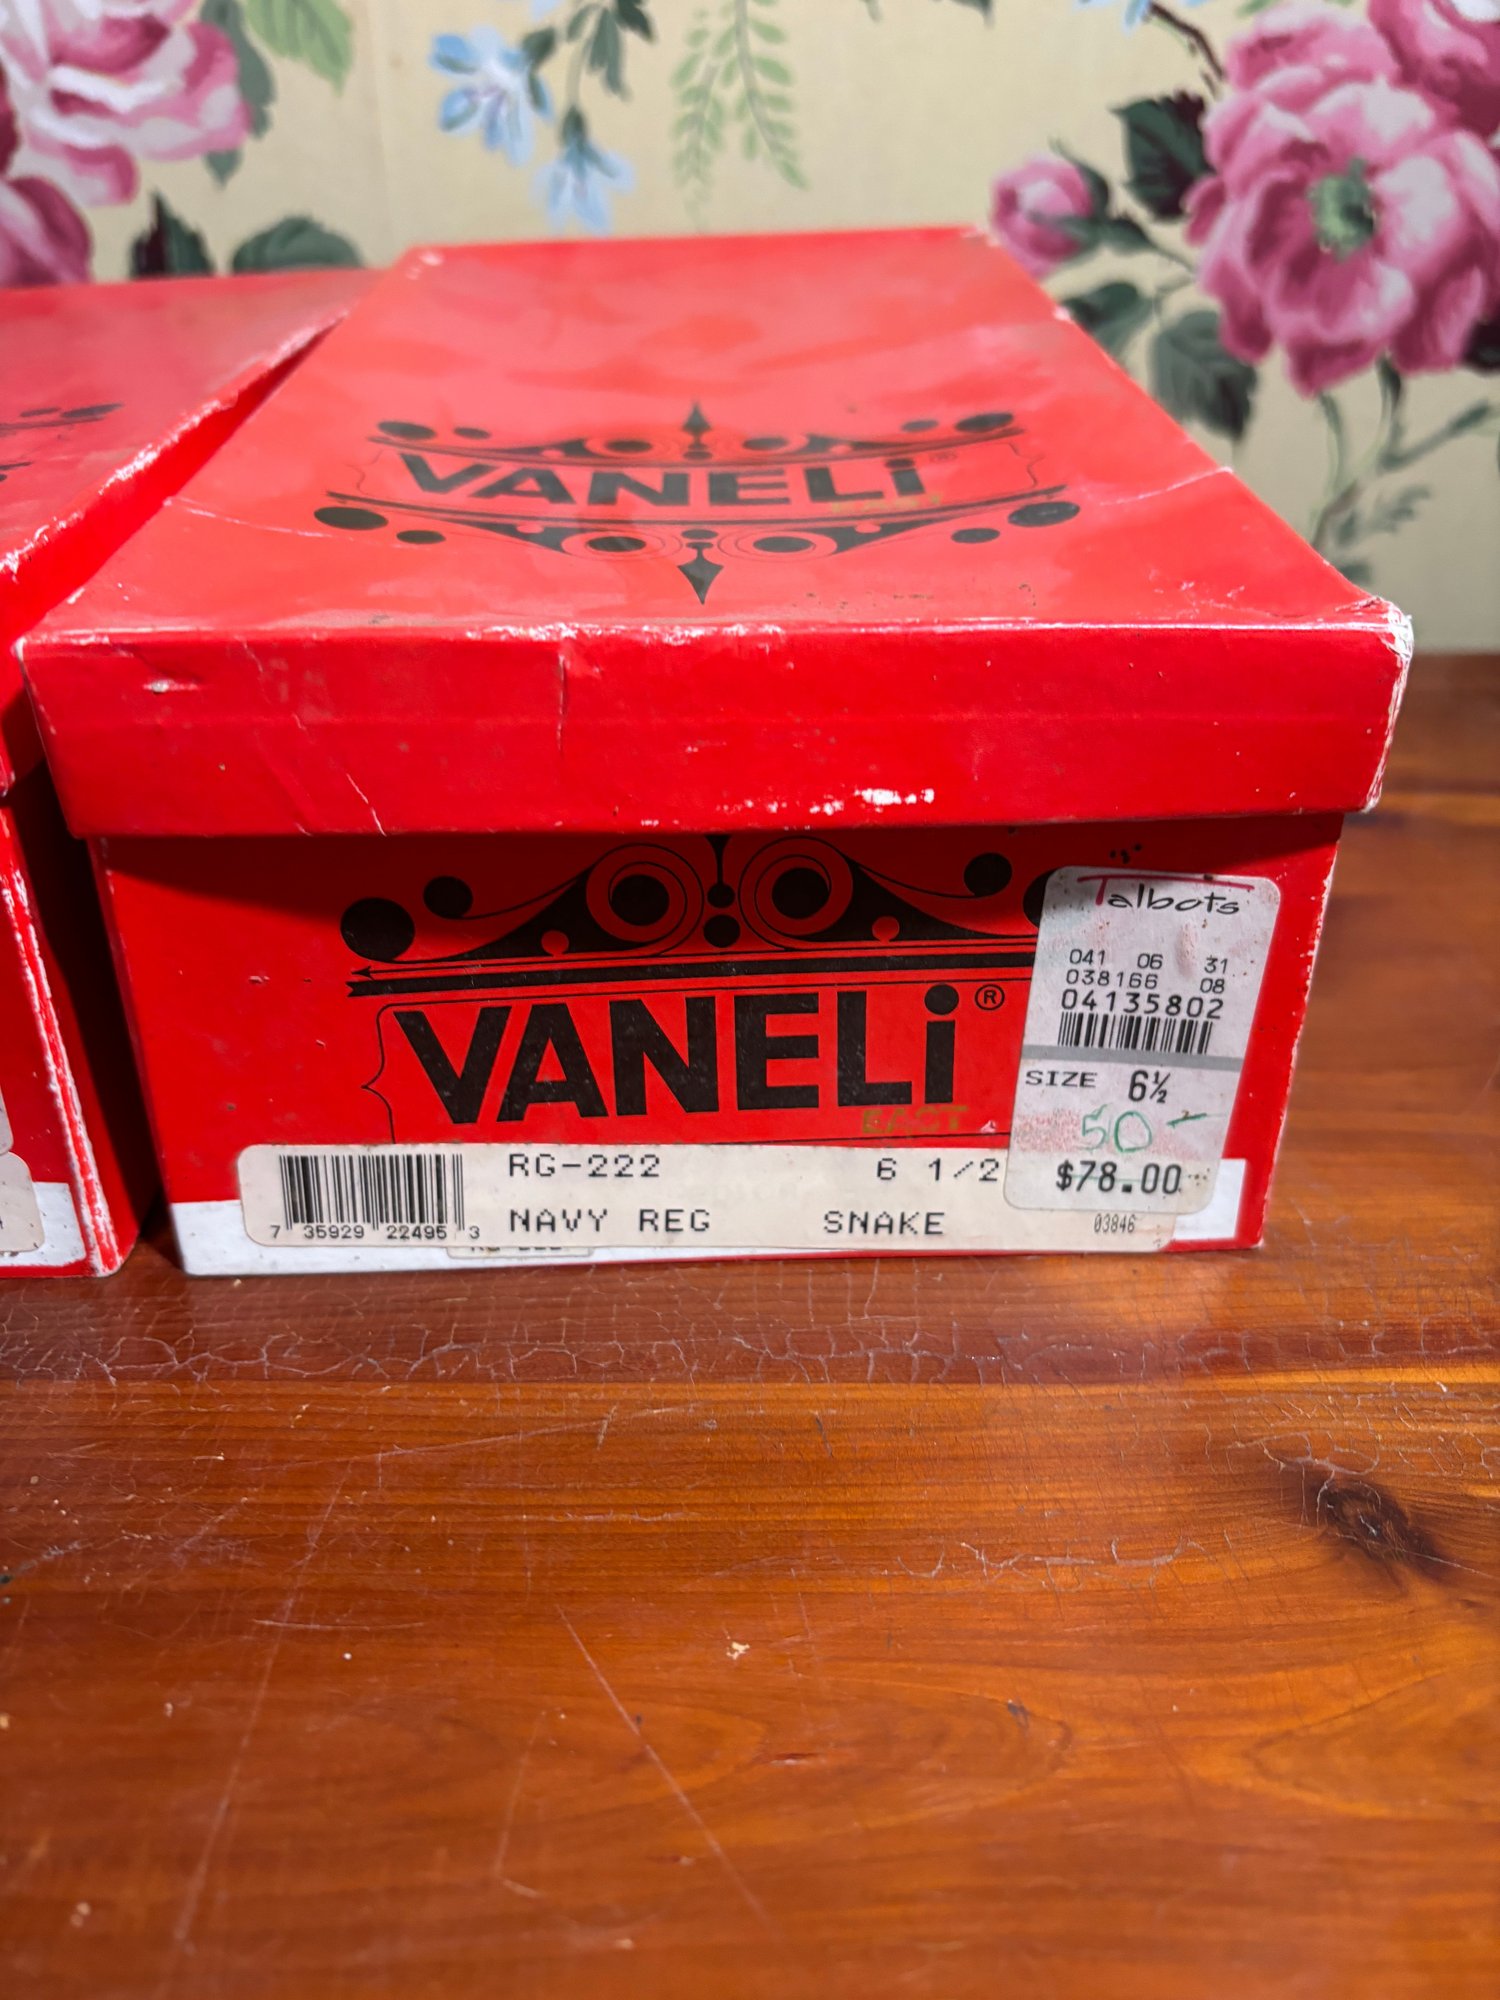 VANELi®
VANELi®
Talbots
041 06 31
038166 08
04135802
SIZE 6½
50-
$78.00
RG-222 6 1/2
NAVY REG SNAKE
7 35929 22495 3
03846